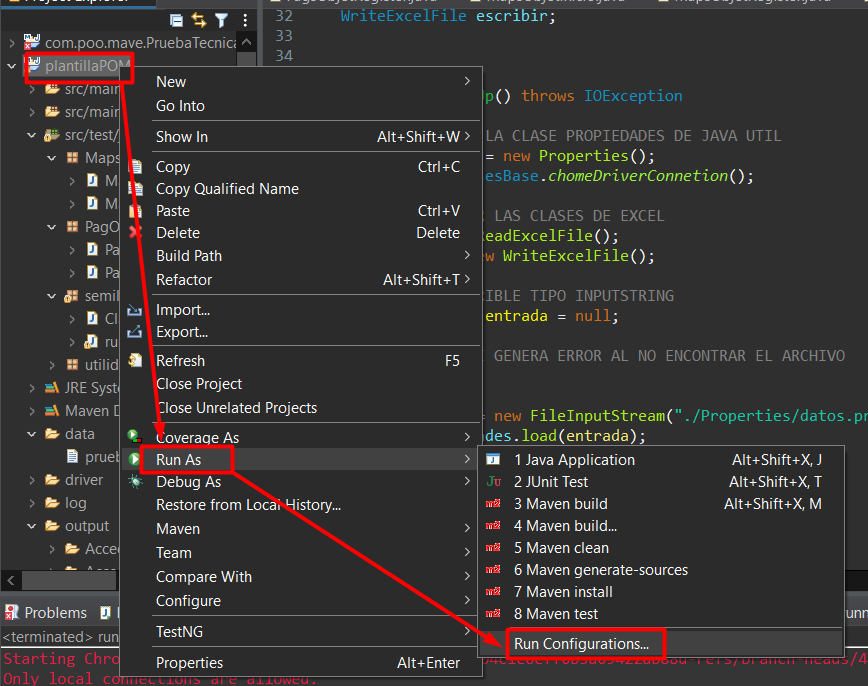 Project Explorer
com.poo.mave.PruebaTecnica
plantillaPOM
src/main
src/main
src/test/
Maps
M
M
PagO
Pa
Pa
semil
Cl
ru
utilid
JRE Syst
Maven D
data
prueb
driver
log
output
Acce
32
WriteExcelFile escribir;
33
34
p() throws IOException
LA CLASE PROPIEDADES DE JAVA UTIL
= new Properties();
esBase.chomeDriverConnetion();
LAS CLASES DE EXCEL
eadExcelFile();
w WriteExcelFile();
IBLE TIPO INPUTSTRING
entrada = null;
GENERA ERROR AL NO ENCONTRAR EL ARCHIVO
= new FileInputStream("./Properties/datos.pr
des.load(entrada);
New
Go Into
Show In Alt+Shift+W
Copy Ctrl+C
Copy Qualified Name
Paste Ctrl+V
Delete Delete
Build Path
Refactor Alt+Shift+T
Import...
Export...
Refresh F5
Close Project
Close Unrelated Projects
Coverage As
Run As
Debug As
Restore from Local History...
Maven
Team
Compare With
Configure
TestNG
Properties Alt+Enter
1 Java Application Alt+Shift+X, J
2 JUnit Test Alt+Shift+X, T
3 Maven build Alt+Shift+X, M
4 Maven build...
5 Maven clean
6 Maven generate-sources
7 Maven install
8 Maven test
Run Configurations...
Problems
<terminated> run
Starting Chro
Only local connections are allowed.